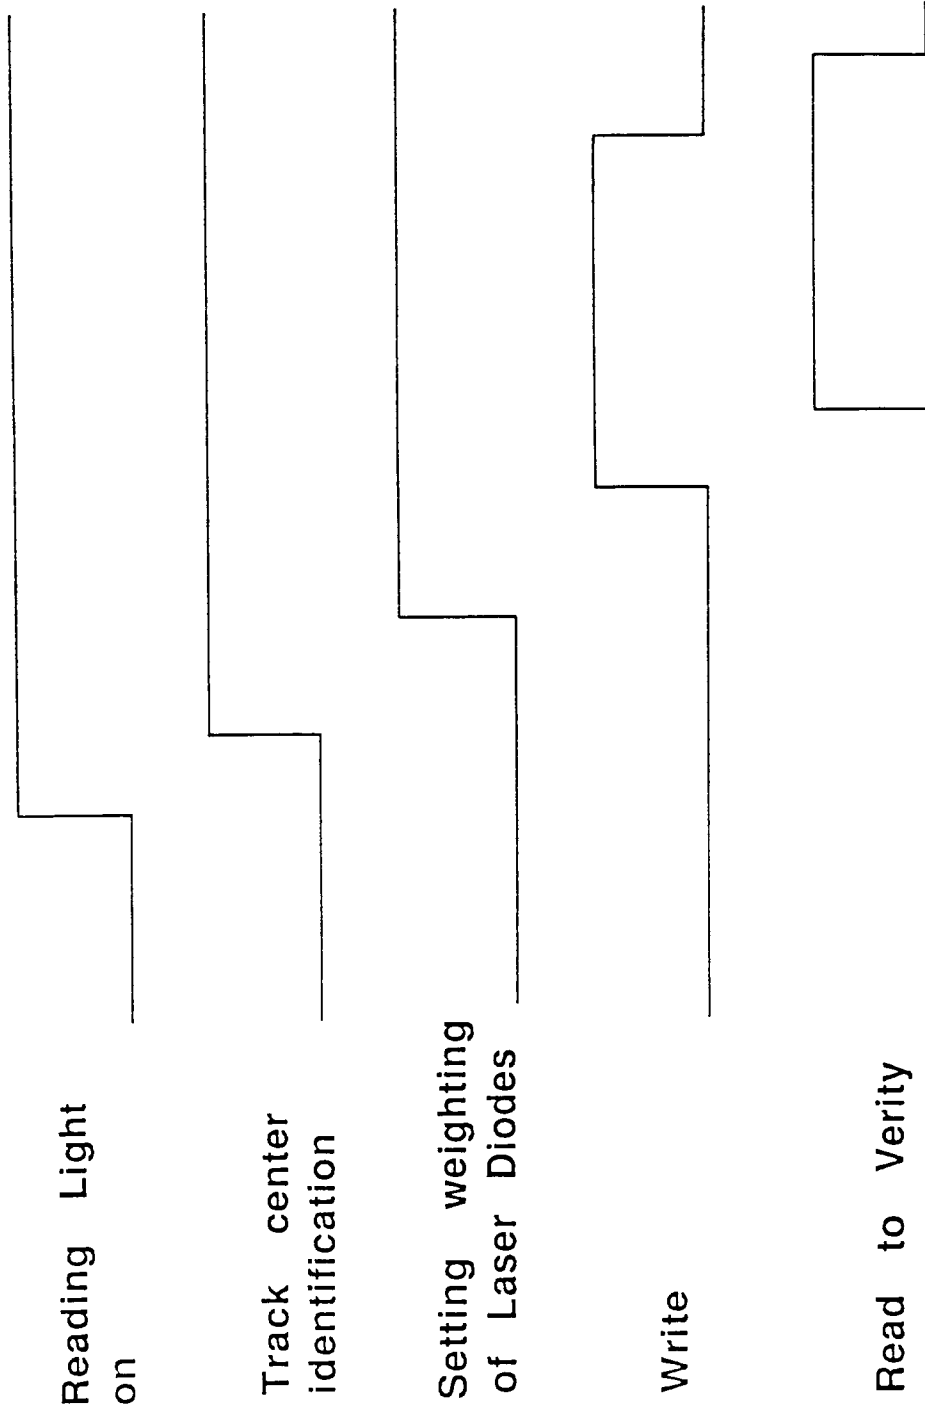 Reading Light
on
Track center
identification
Setting weighting
of Laser Diodes
Write
Read to Verity